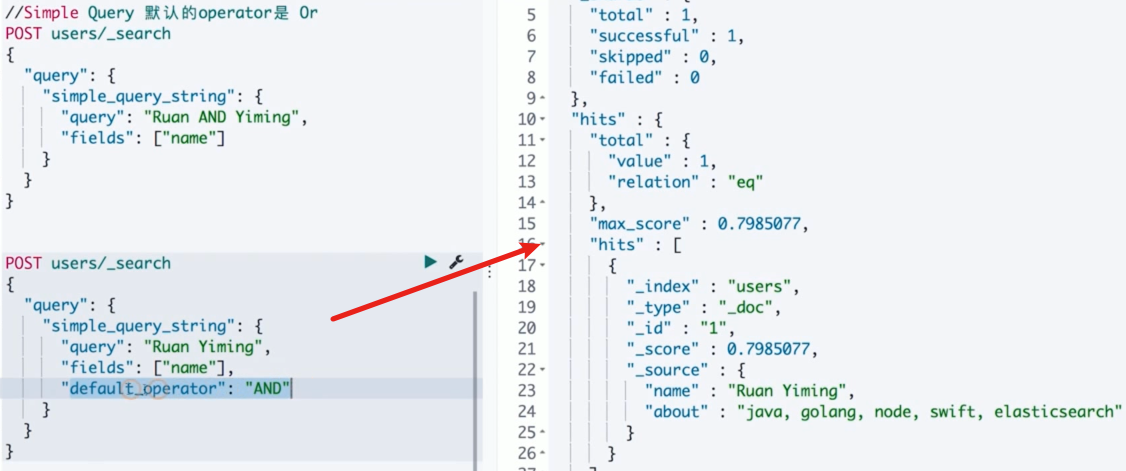 //Simple Query 默认的operator是 Or
POST users/_search
{
  "query": {
    "simple_query_string": {
      "query": "Ruan AND Yiming",
      "fields": ["name"]
    }
  }
}
POST users/_search
{
  "query": {
    "simple_query_string": {
      "query": "Ruan Yiming",
      "fields": ["name"],
      "default_operator": "AND"
    }
  }
}
5 "total" : 1,
6 "successful" : 1,
7 "skipped" : 0,
8 "failed" : 0
9 },
10 "hits" : {
11 "total" : {
12 "value" : 1,
13 "relation" : "eq"
14 },
15 "max_score" : 0.7985077,
16 "hits" : [
17 {
18 "_index" : "users",
19 "_type" : "_doc",
20 "_id" : "1",
21 "_score" : 0.7985077,
22 "_source" : {
23 "name" : "Ruan Yiming",
24 "about" : "java, golang, node, swift, elasticsearch"
25 }
26 }